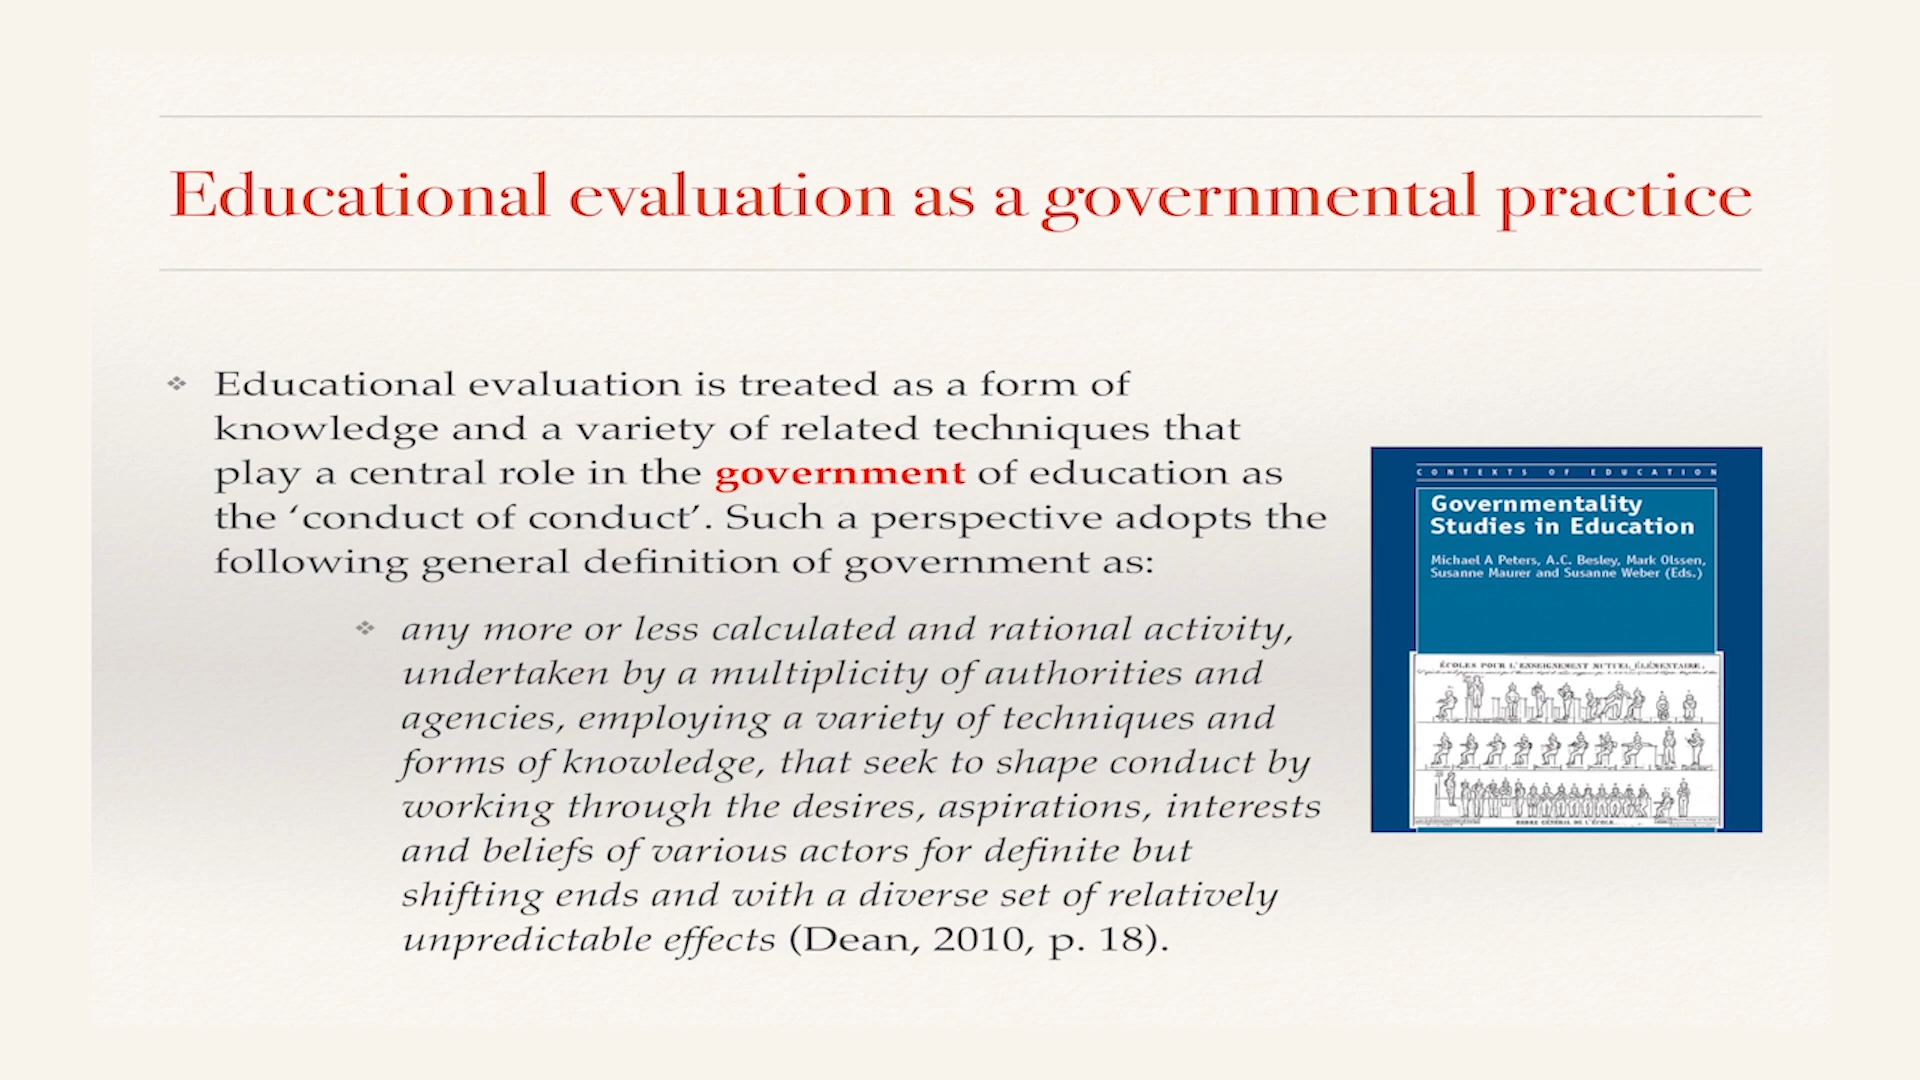 Educational evaluation as a governmental practice
Educational evaluation is treated as a form of
knowledge and a variety of related techniques that
play a central role in the government of education as
the ‘conduct of conduct’. Such a perspective adopts the
following general definition of government as:
any more or less calculated and rational activity,
undertaken by a multiplicity of authorities and
agencies, employing a variety of techniques and
forms of knowledge, that seek to shape conduct by
working through the desires, aspirations, interests
and beliefs of various actors for definite but
shifting ends and with a diverse set of relatively
unpredictable effects (Dean, 2010, p. 18).
CONTEXTS OF EDUCATION
Governmentality
Studies in Education
Michael A Peters, A.C. Besley, Mark Olssen,
Susanne Maurer and Susanne Weber (Eds.)
ÉCOLES POUR L'ENSEIGNEMENT MUTUEL ÉLÉMENTAIRE.